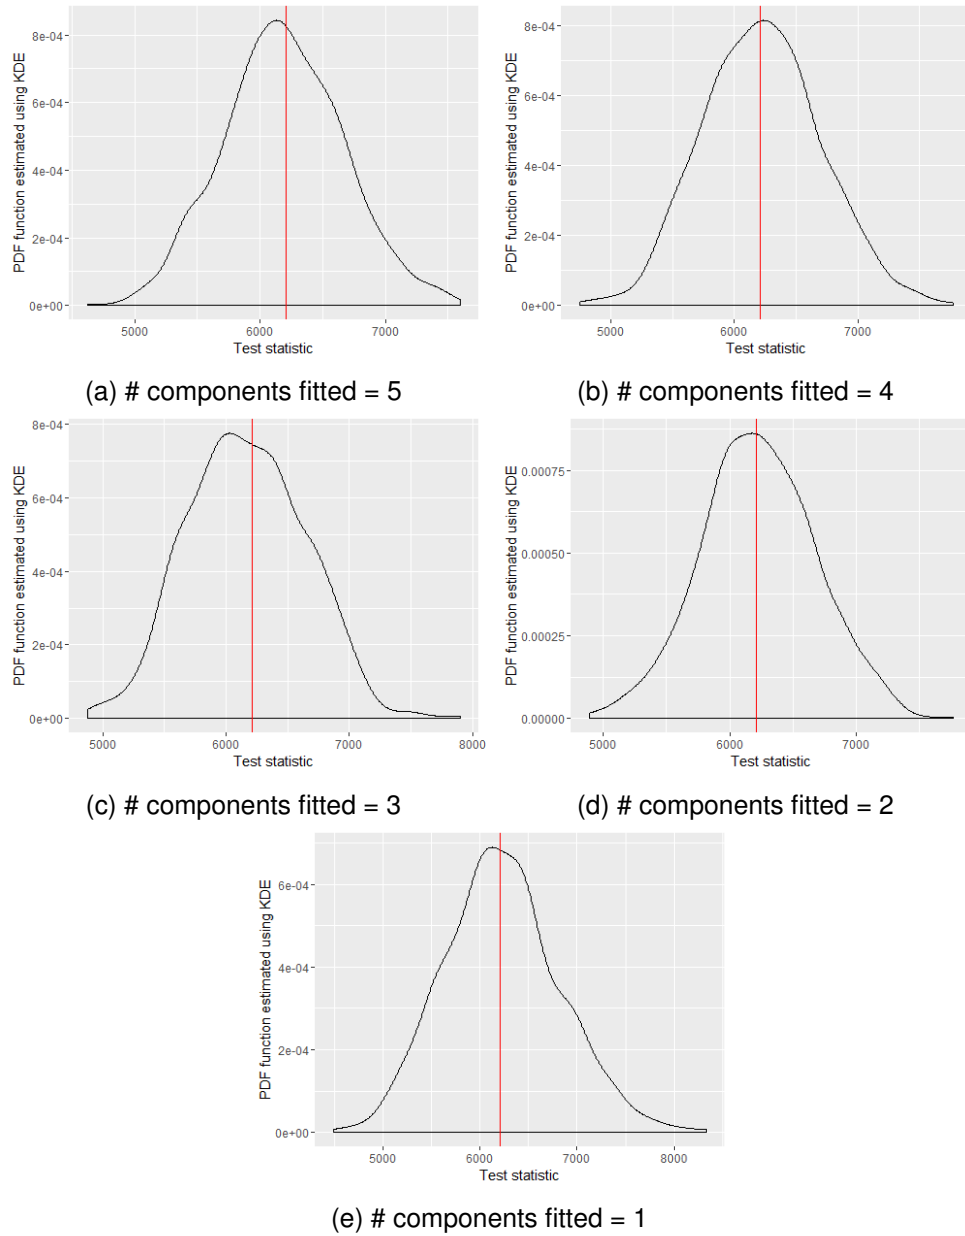 PDF function estimated using KDE
8e-04
6e-04
4e-04
2e-04
0e+00
5000 6000 7000
Test statistic
(a) # components fitted = 5
PDF function estimated using KDE
8e-04
6e-04
4e-04
2e-04
0e+00
5000 6000 7000
Test statistic
(b) # components fitted = 4
PDF function estimated using KDE
8e-04
6e-04
4e-04
2e-04
0e+00
5000 6000 7000 8000
Test statistic
(c) # components fitted = 3
PDF function estimated using KDE
0.00075
0.00050
0.00025
0.00000
5000 6000 7000
Test statistic
(d) # components fitted = 2
PDF function estimated using KDE
6e-04
4e-04
2e-04
0e+00
5000 6000 7000 8000
Test statistic
(e) # components fitted = 1